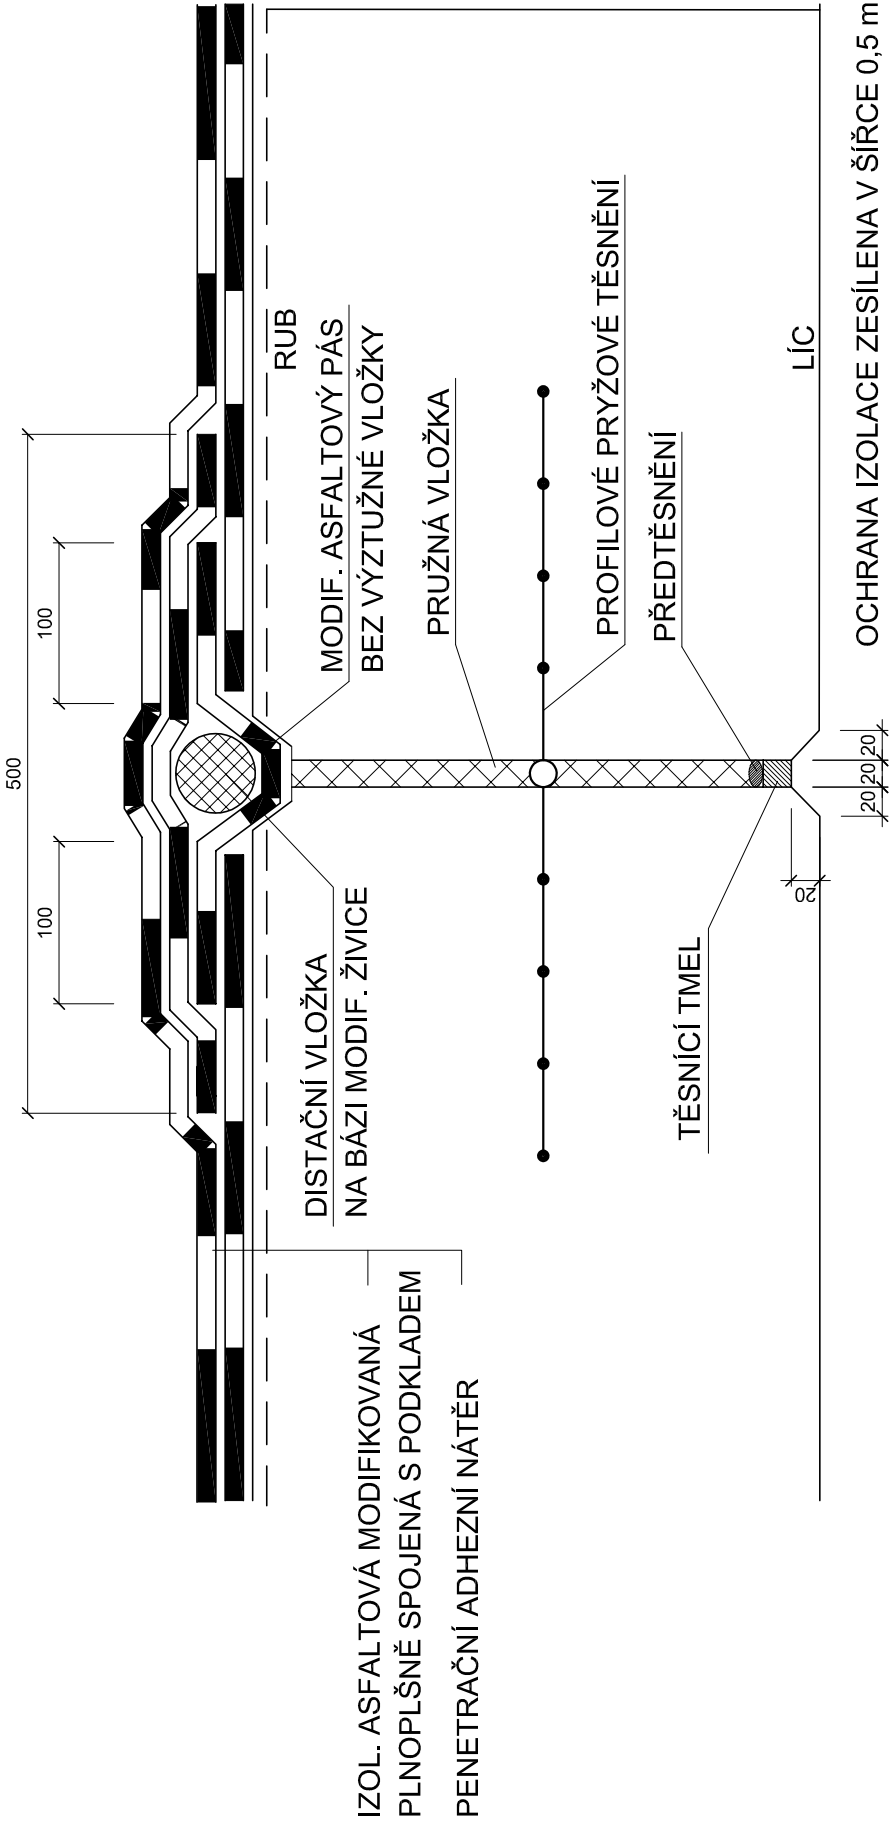 500
100
100
RUB
MODIF. ASFALTOVÝ PÁS
BEZ VÝZTUŽNÉ VLOŽKY
PRUŽNÁ VLOŽKA
PROFILOVÉ PRYŽOVÉ TĚSNĚNÍ
PŘEDTĚSNĚNÍ
LÍC
DISTAČNÍ VLOŽKA
NA BÁZI MODIF. ŽIVICE
TĚSNÍCÍ TMEL
IZOL. ASFALTOVÁ MODIFIKOVANÁ
PLNOPLŠNĚ SPOJENÁ S PODKLADEM
PENETRAČNÍ ADHEZNÍ NÁTĚR
20
20
20
20
OCHRANA IZOLACE ZESÍLENA V ŠÍŘCE 0,5 m